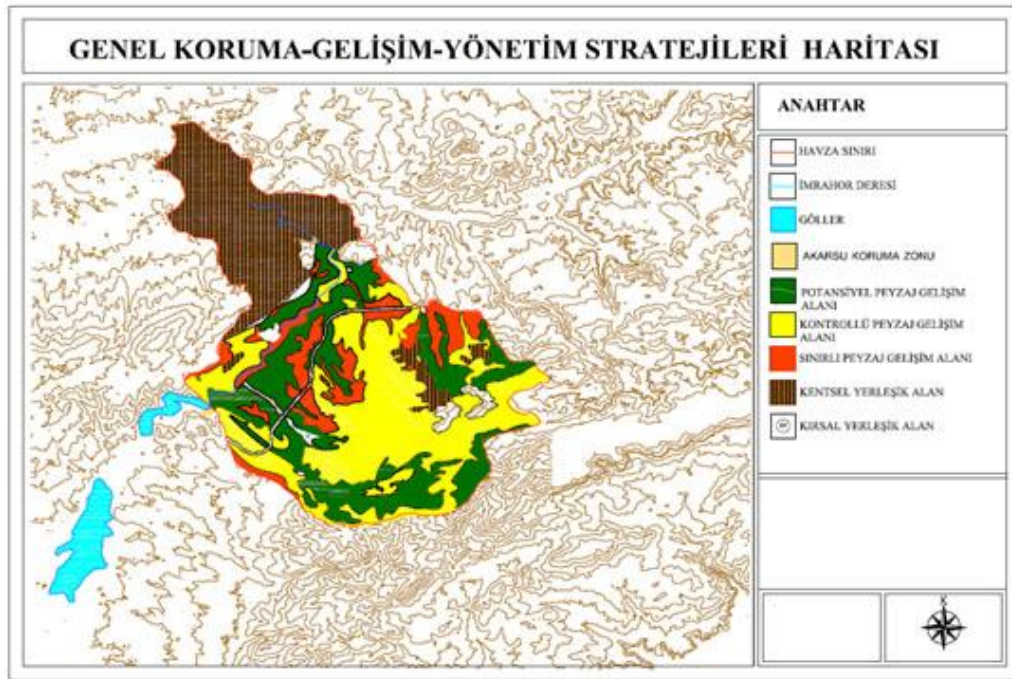 GENEL KORUMA-GELİŞİM-YÖNETİM STRATEJİLERİ HARİTASI
ANAHTAR
HAVZA SINIRI
İMRAHOR DERESİ
GÖLLER
AKARSU KORUMA ZONU
POTANSİYEL PEYZAJ GELİŞİM
ALANI
KONTROLLÜ PEYZAJ GELİŞİM
ALANI
SINIRLI PEYZAJ GELİŞİM ALANI
KENTSEL YERLEŞİK ALAN
KIRSAL YERLEŞİK ALAN
K